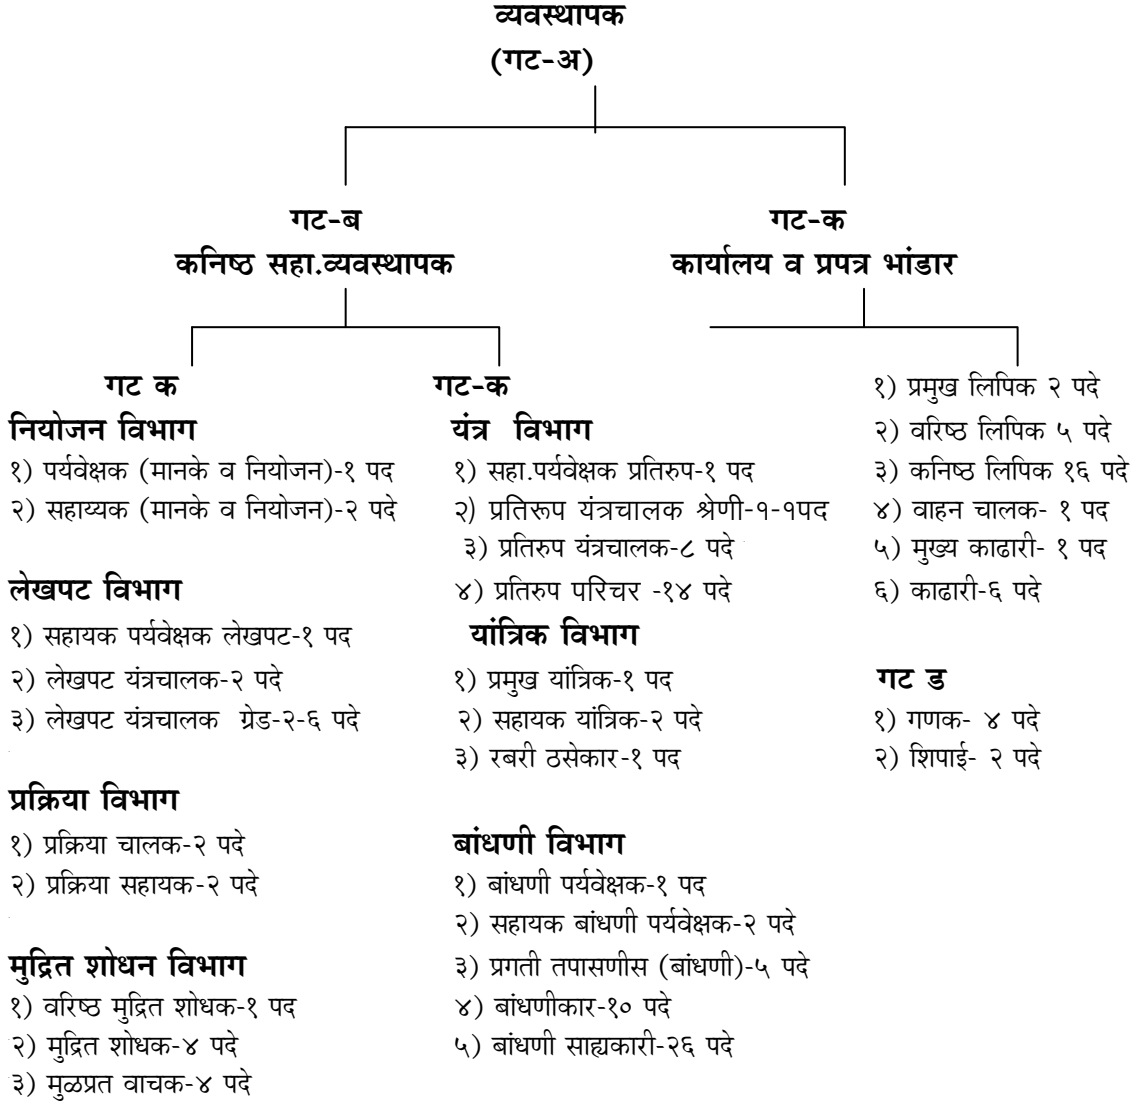 व्यवस्थापक
(गट-अ)
गट-ब
कनिष्ठ सहा.व्यवस्थापक
गट-क
कार्यालय व प्रपत्र भांडार
गट क
नियोजन विभाग
१) पर्यवेक्षक (मानके व नियोजन)-१ पद
२) सहाय्यक (मानके व नियोजन)-२ पदे
लेखपट विभाग
१) सहायक पर्यवेक्षक लेखपट-१ पद
२) लेखपट यंत्रचालक-२ पदे
३) लेखपट यंत्रचालक ग्रेड-२-६ पदे
प्रक्रिया विभाग
१) प्रक्रिया चालक-२ पदे
२) प्रक्रिया सहायक-२ पदे
मुद्रित शोधन विभाग
१) वरिष्ठ मुद्रित शोधक-१ पद
२) मुद्रित शोधक-४ पदे
३) मुळप्रत वाचक-४ पदे
गट-क
यंत्र विभाग
१) सहा.पर्यवेक्षक प्रतिरुप-१ पद
२) प्रतिरूप यंत्रचालक श्रेणी-१-१पद
३) प्रतिरुप यंत्रचालक-८ पदे
४) प्रतिरुप परिचर -१४ पदे
यांत्रिक विभाग
१) प्रमुख यांत्रिक-१ पद
२) सहायक यांत्रिक-२ पदे
३) रबरी ठसेकार-१ पद
बांधणी विभाग
१) बांधणी पर्यवेक्षक-१ पद
२) सहायक बांधणी पर्यवेक्षक-२ पदे
३) प्रगती तपासणीस (बांधणी)-५ पदे
४) बांधणीकार-१० पदे
५) बांधणी साह्यकारी-२६ पदे
१) प्रमुख लिपिक २ पदे
२) वरिष्ठ लिपिक ५ पदे
३) कनिष्ठ लिपिक १६ पदे
४) वाहन चालक- १ पद
५) मुख्य काढारी- १ पद
६) काढारी-६ पदे
गट ड
१) गणक- ४ पदे
२) शिपाई- २ पदे